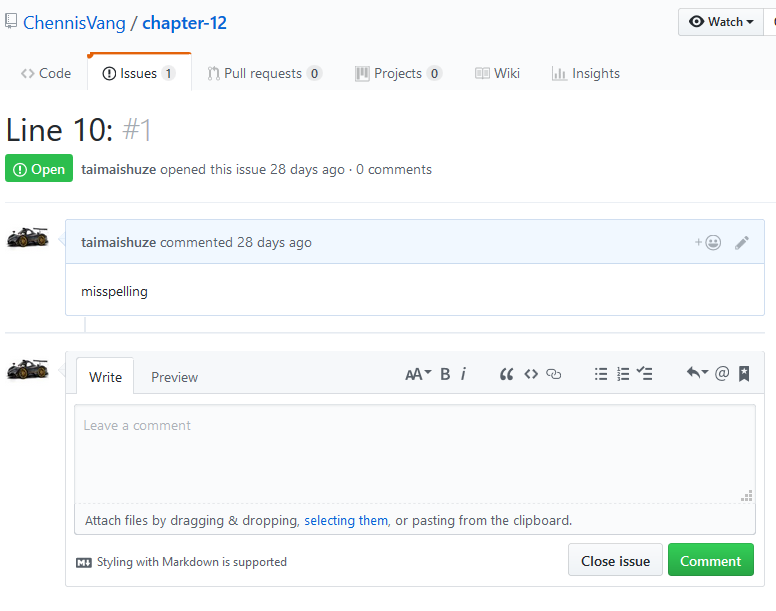 ChennisVang / chapter-12
Watch
Code
Issues 1
Pull requests 0
Projects 0
Wiki
Insights
Line 10: #1
Open
taimaishuze opened this issue 28 days ago · 0 comments
taimaishuze commented 28 days ago
misspelling
Write
Preview
AA B i
Leave a comment
Attach files by dragging & dropping, selecting them, or pasting from the clipboard.
Styling with Markdown is supported
Close issue
Comment